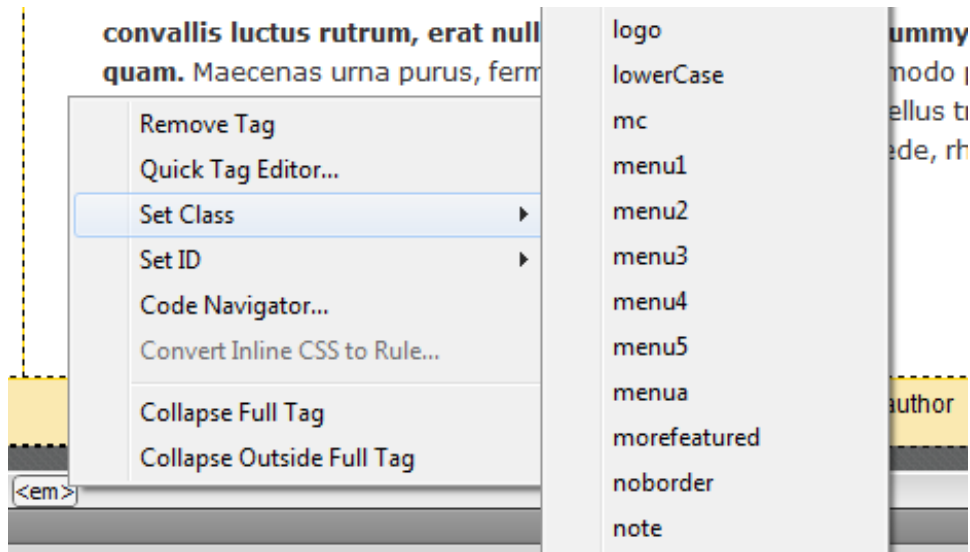 convallis luctus rutrum, erat null
quam. Maecenas urna purus, ferm
Remove Tag
Quick Tag Editor...
Set Class
Set ID
Code Navigator...
Convert Inline CSS to Rule...
Collapse Full Tag
Collapse Outside Full Tag
<em>
logo
lowerCase
mc
menu1
menu2
menu3
menu4
menu5
menua
morefeatured
noborder
note
ummy
modo
ellus
ede, rh
author